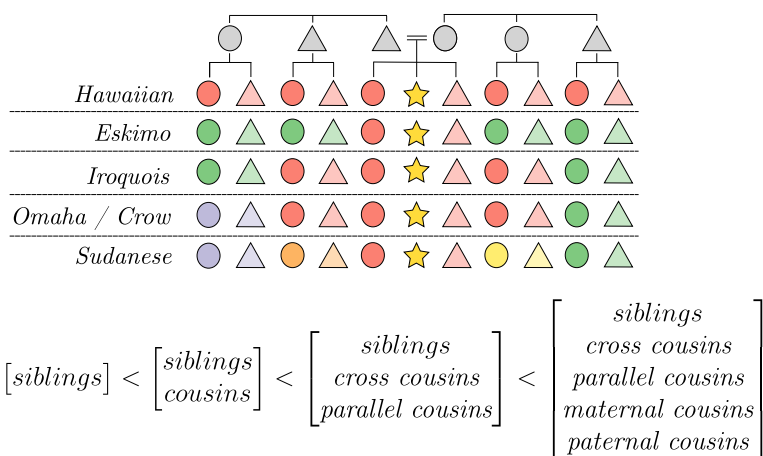 Hawaiian
Eskimo
Iroquois
Omaha / Crow
Sudanese
[siblings] < [siblings cousins] < [siblings cross cousins parallel cousins] < [siblings cross cousins parallel cousins maternal cousins paternal cousins]